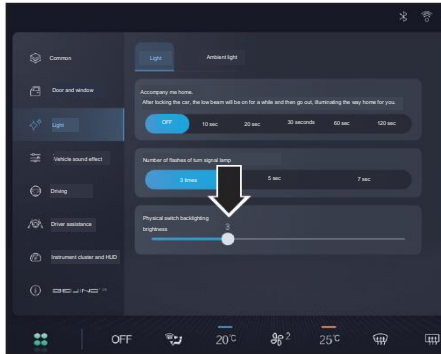 Light
Ambient light
Common
Door and window
Light
Vehicle sound effect
Driving
Driver assistance
Instrument cluster and HUD
Accompany me home.
After locking the car, the low beam will be on for a while and then go out, illuminating the way home for you.
OFF 10 sec 20 sec 30 seconds 60 sec 120 sec
Number of flashes of turn signal lamp
3 times 5 sec 7 sec
Physical switch backlighting
brightness
3
OFF 20°C 2 25°C